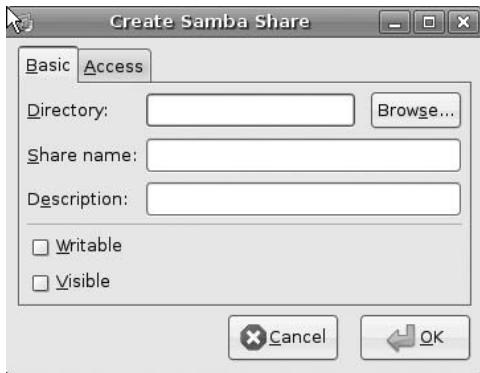 Create Samba Share
Basic Access
Directory: Browse...
Share name:
Description:
Writable
Visible
Cancel OK